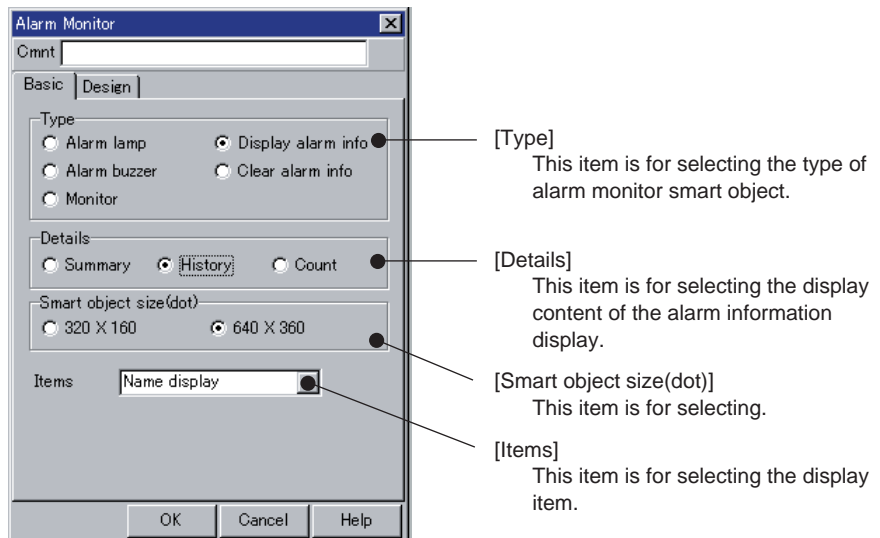 Alarm Monitor
Cmnt
Basic Design
Type
Alarm lamp Display alarm info
Alarm buzzer Clear alarm info
Monitor
Details
Summary History Count
Smart object size(dot)
320 X 160 640 X 360
Items Name display
OK Cancel Help
[Type]
This item is for selecting the type of
alarm monitor smart object.
[Details]
This item is for selecting the display
content of the alarm information
display.
[Smart object size(dot)]
This item is for selecting.
[Items]
This item is for selecting the display
item.